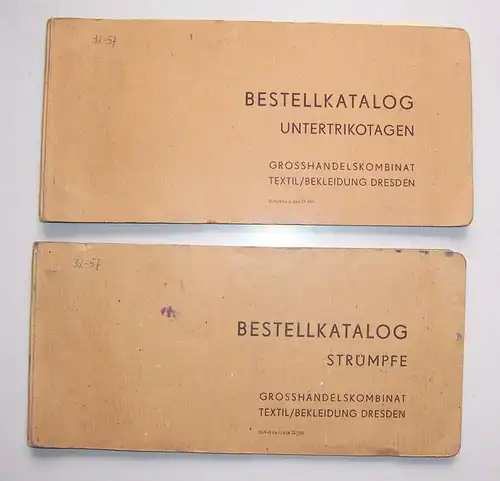 32-57
BESTELLKATALOG
UNTERTRIKOTAGEN
GROSSHANDELSKOMBINAT
TEXTIL/BEKLEIDUNG DRESDEN
32-57
BESTELLKATALOG
STRÜMPFE
GROSSHANDELSKOMBINAT
TEXTIL/BEKLEIDUNG DRESDEN